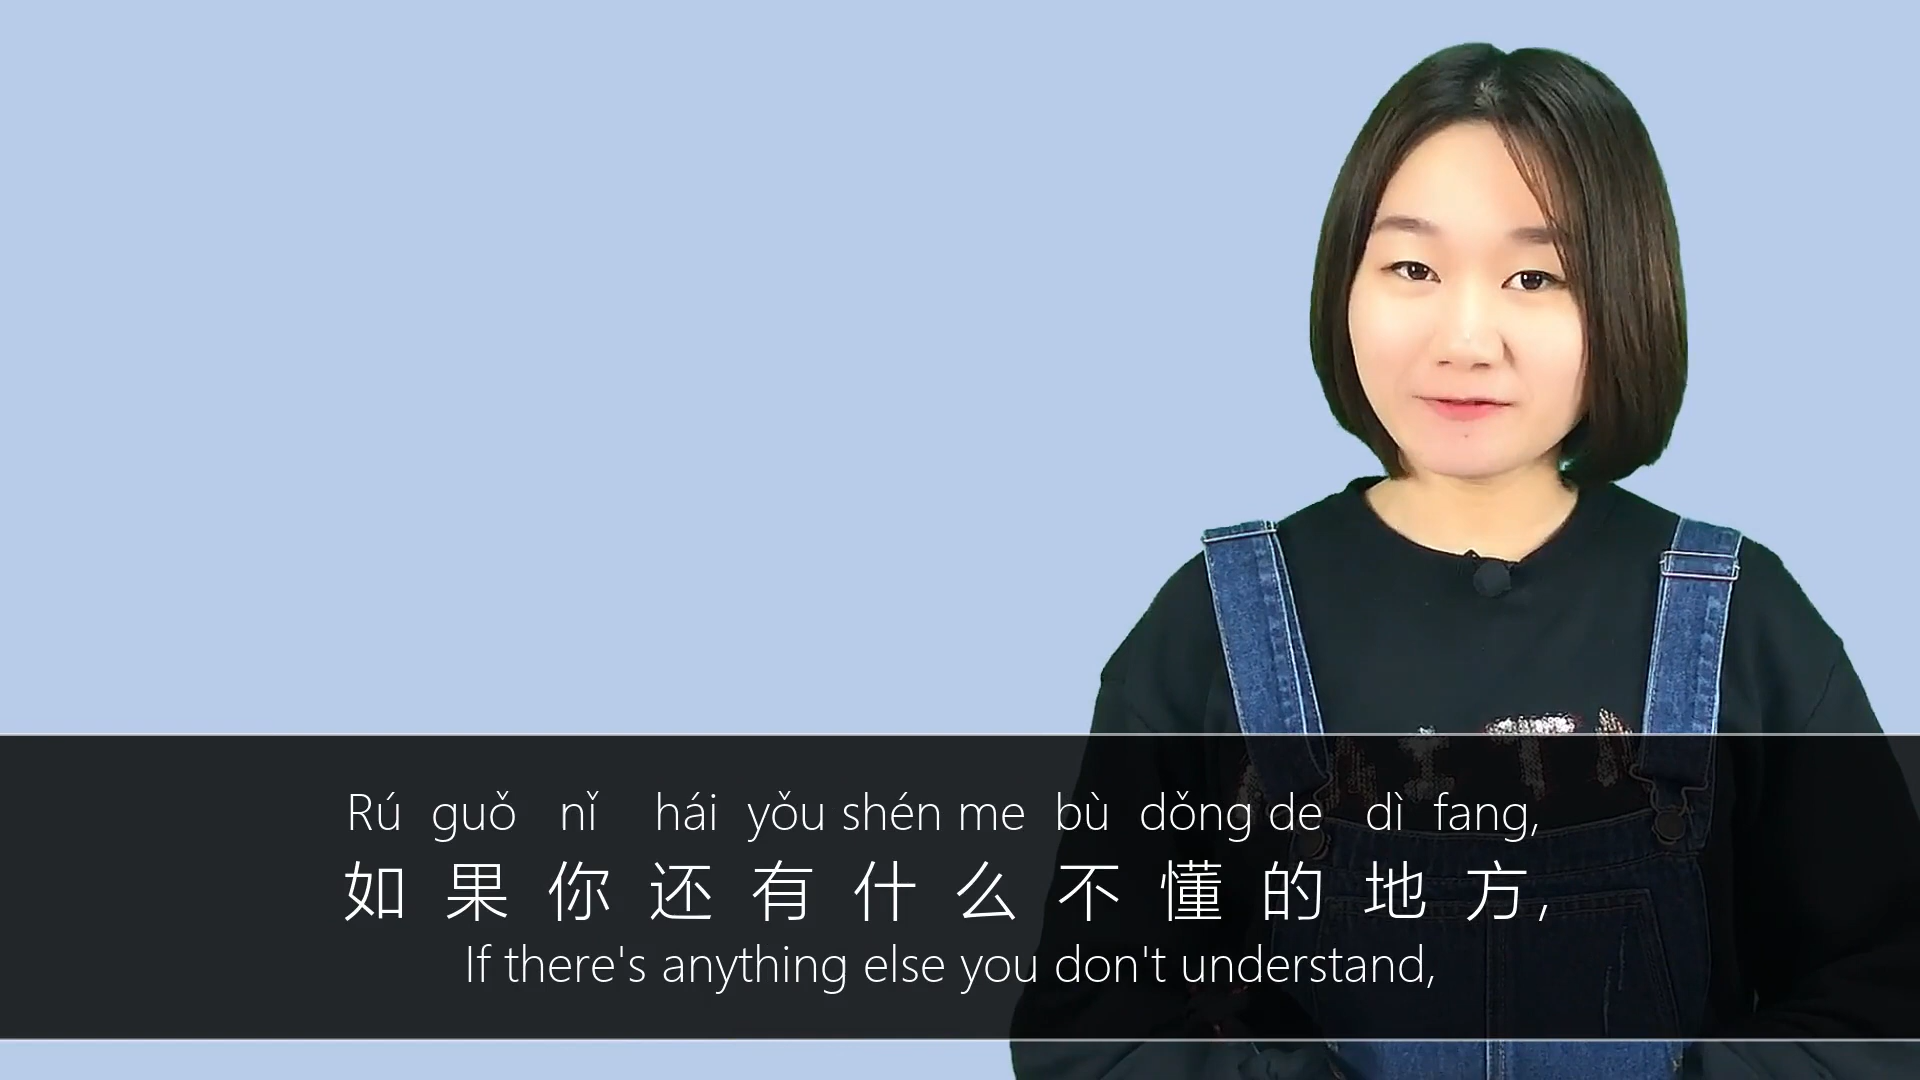 Rú guǒ nǐ hái yǒu shén me bù dǒng de dì fang,
如果你还有什么不懂的地方,
If there's anything else you don't understand,